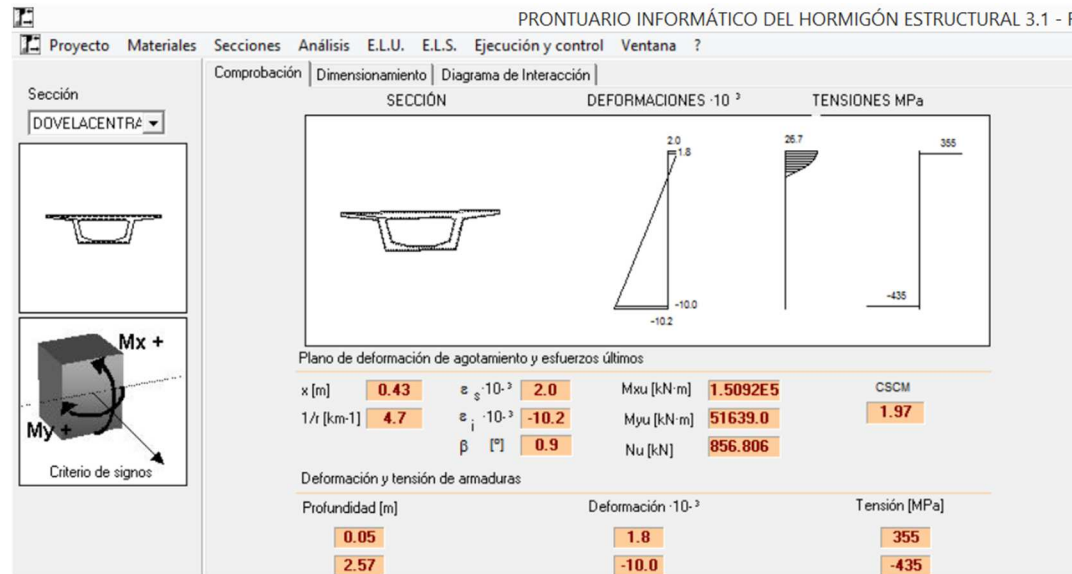 PRONTUARIO INFORMÁTICO DEL HORMIGÓN ESTRUCTURAL 3.1 -
Proyecto Materiales Secciones Análisis E.L.U. E.L.S. Ejecución y control Ventana ?
Comprobación Dimensionamiento Diagrama de Interacción
Sección
DOVELACENTRA
SECCIÓN DEFORMACIONES ·10 ³ TENSIONES MPa
2.0
1.8
26.7
355
-10.0
-10.2
-435
Mx +
My +
Criterio de signos
Plano de deformación de agotamiento y esfuerzos últimos
x [m] 0.43 ε s ·10-³ 2.0 Mxu [kN·m] 1.5092E5 CSCM
1/r [km-1] 4.7 ε i ·10-³ -10.2 Myu [kN·m] 51639.0 1.97
β [º] 0.9 Nu [kN] 856.806
Deformación y tensión de armaduras
Profundidad [m] Deformación ·10-³ Tensión [MPa]
0.05 1.8 355
2.57 -10.0 -435